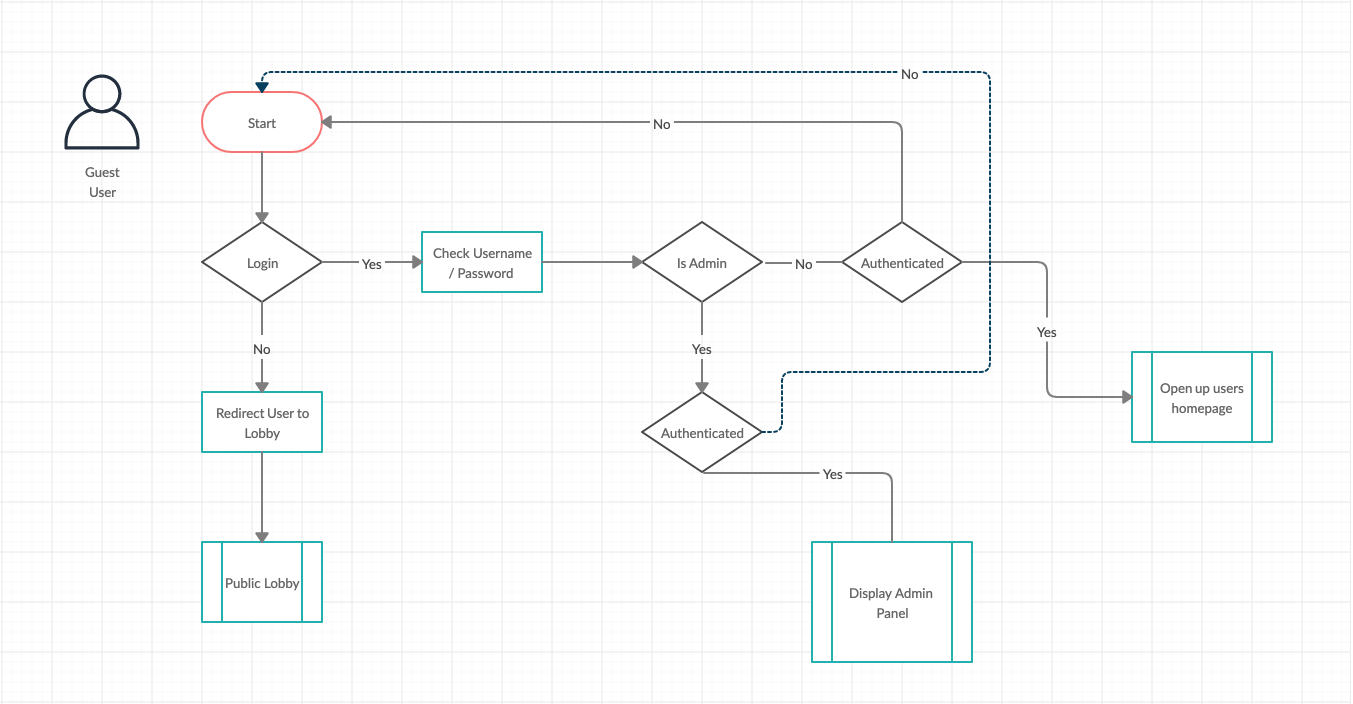 No
Start
No
Guest
User
Login
Yes
Check Username
/ Password
Is Admin
No
Authenticated
Yes
No
Yes
Redirect User to
Lobby
Authenticated
Open up users
homepage
Yes
Public Lobby
Display Admin
Panel